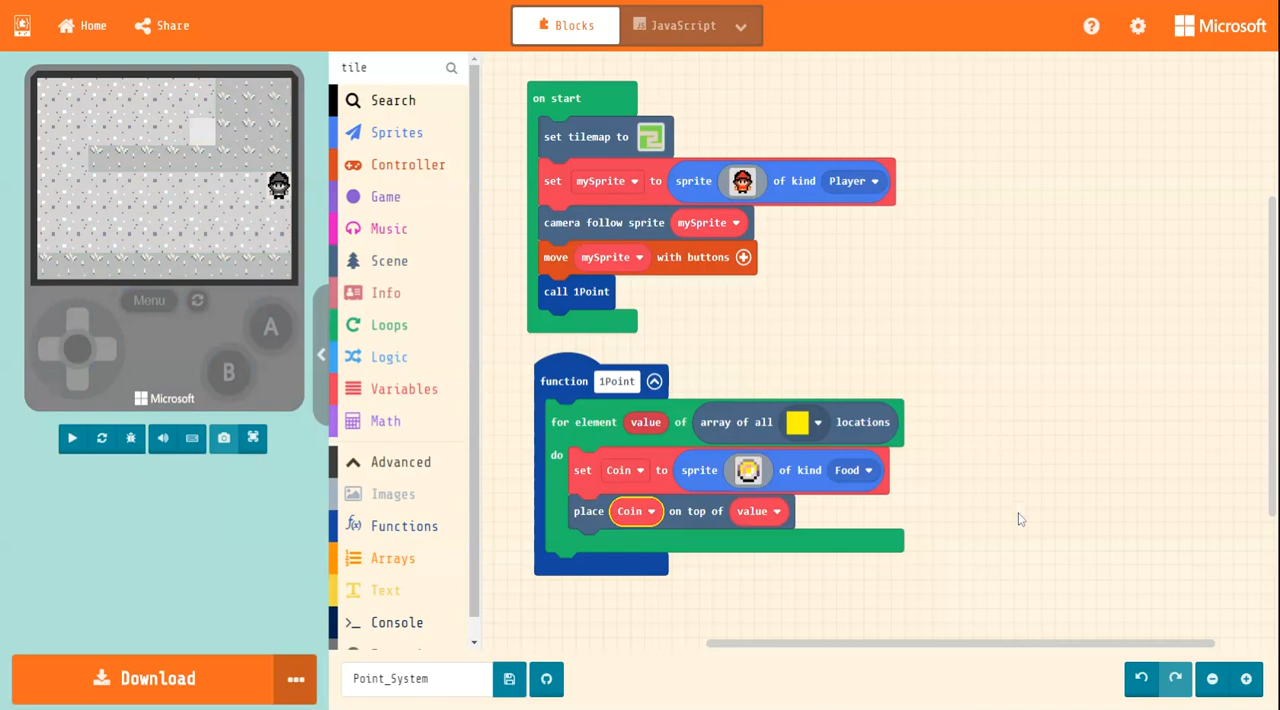 Home
Share
Blocks
JavaScript
Microsoft
Menu
A
B
Microsoft
Download
tile
Search
Sprites
Controller
Game
Music
Scene
Info
Loops
Logic
Variables
Math
Advanced
Images
Functions
Arrays
Text
Console
on start
set tilemap to
set mySprite to sprite of kind Player
camera follow sprite mySprite
move mySprite with buttons
call 1Point
function 1Point
for element value of array of all locations
do
set Coin to sprite of kind Food
place Coin on top of value
Point_System